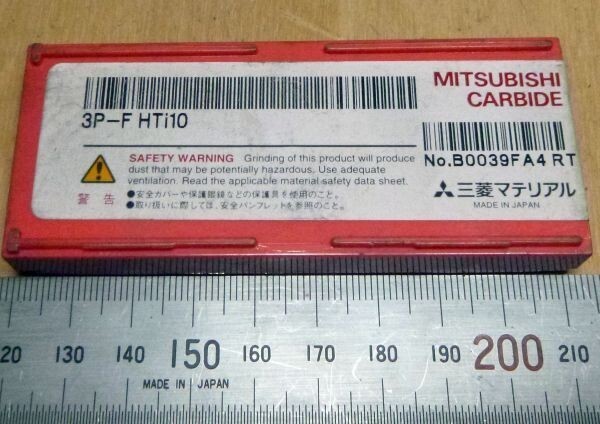 MITSUBISHI
CARBIDE
3P-F HTi10
No.B0039FA4 RT
SAFETY WARNING Grinding of this product will produce
dust that may be potentially hazardous. Use adequate
ventilation. Read the applicable material safety data sheet.
警告
●安全カバーや保護眼鏡などの保護具を使用のこと。
●取り扱いに際しては、安全パンフレットを参照のこと。
三菱マテリアル
MADE IN JAPAN
20 130 140 150 160 170 180 190 200 210
MADE IN JAPAN